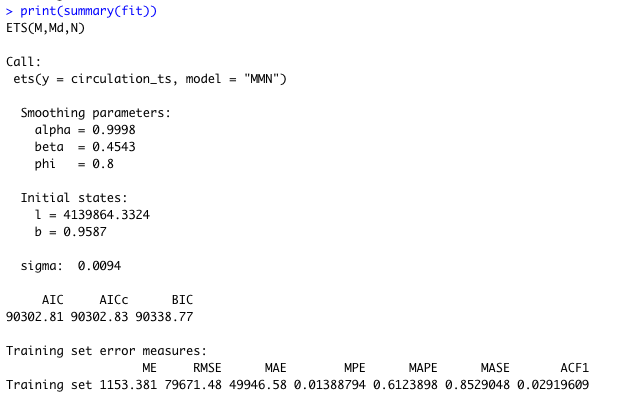 > print(summary(fit))
ETS(M,Md,N)
Call:
ets(y = circulation_ts, model = "MMN")
Smoothing parameters:
alpha = 0.9998
beta  = 0.4543
phi   = 0.8
Initial states:
l = 4139864.3324
b = 0.9587
sigma:  0.0094
AIC     AICc      BIC
90302.81 90302.83 90338.77
Training set error measures:
ME     RMSE      MAE        MPE      MAPE      MASE       ACF1
Training set 1153.381 79671.48 49946.58 0.01388794 0.6123898 0.8529048 0.02919609